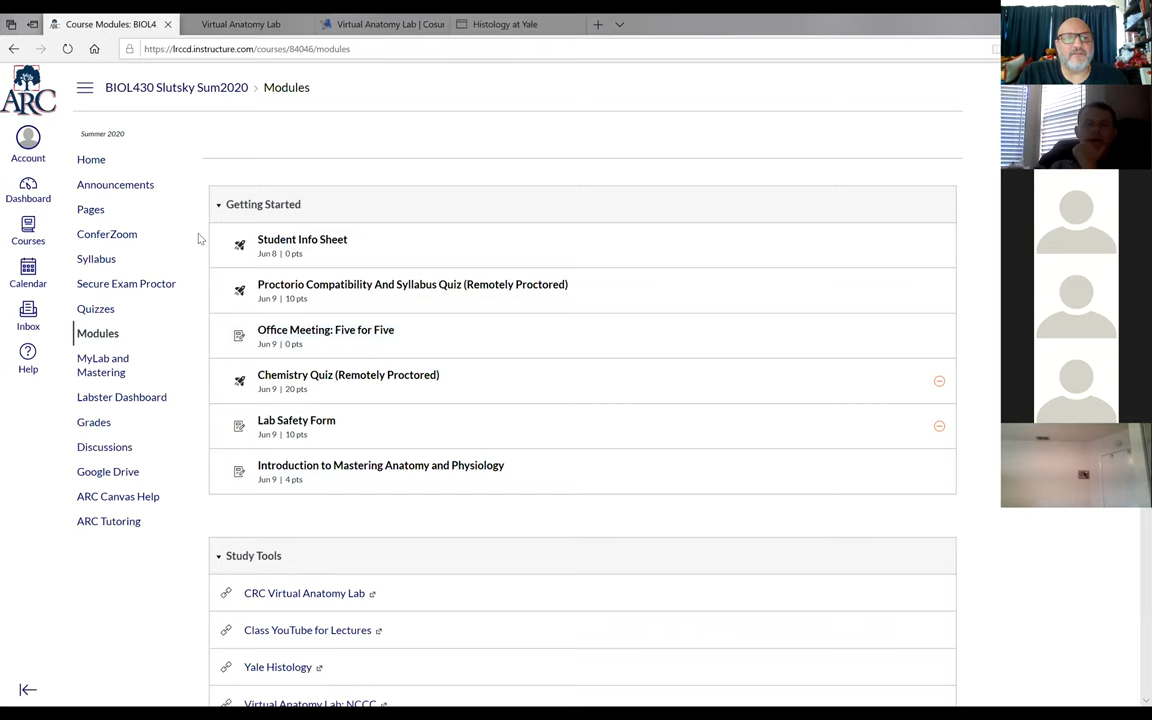 Course Modules: BIOL4
Virtual Anatomy Lab
Virtual Anatomy Lab | Cosur
Histology at Yale
https://lrccd.instructure.com/courses/84046/modules
ARC
BIOL430 Slutsky Sum2020 › Modules
Account
Dashboard
Courses
Calendar
Inbox
Help
Summer 2020
Home
Announcements
Pages
ConferZoom
Syllabus
Secure Exam Proctor
Quizzes
Modules
MyLab and
Mastering
Labster Dashboard
Grades
Discussions
Google Drive
ARC Canvas Help
ARC Tutoring
Getting Started
Student Info Sheet
Jun 8 | 0 pts
Proctorio Compatibility And Syllabus Quiz (Remotely Proctored)
Jun 9 | 10 pts
Office Meeting: Five for Five
Jun 9 | 0 pts
Chemistry Quiz (Remotely Proctored)
Jun 9 | 20 pts
Lab Safety Form
Jun 9 | 10 pts
Introduction to Mastering Anatomy and Physiology
Jun 9 | 4 pts
Study Tools
CRC Virtual Anatomy Lab
Class YouTube for Lectures
Yale Histology
Virtual Anatomy Lab: NCCC